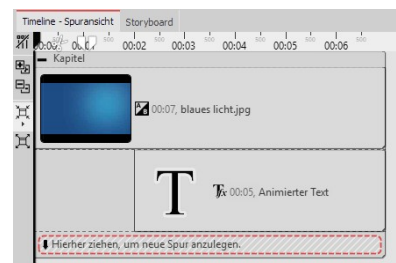 Timeline - Spuransicht Storyboard
00:02 00:03 00:04 00:05 00:06
Kapitel
00:07, blaues licht.jpg
T fx 00:05, Animierter Text
Hierher ziehen, um neue Spur anzulegen.